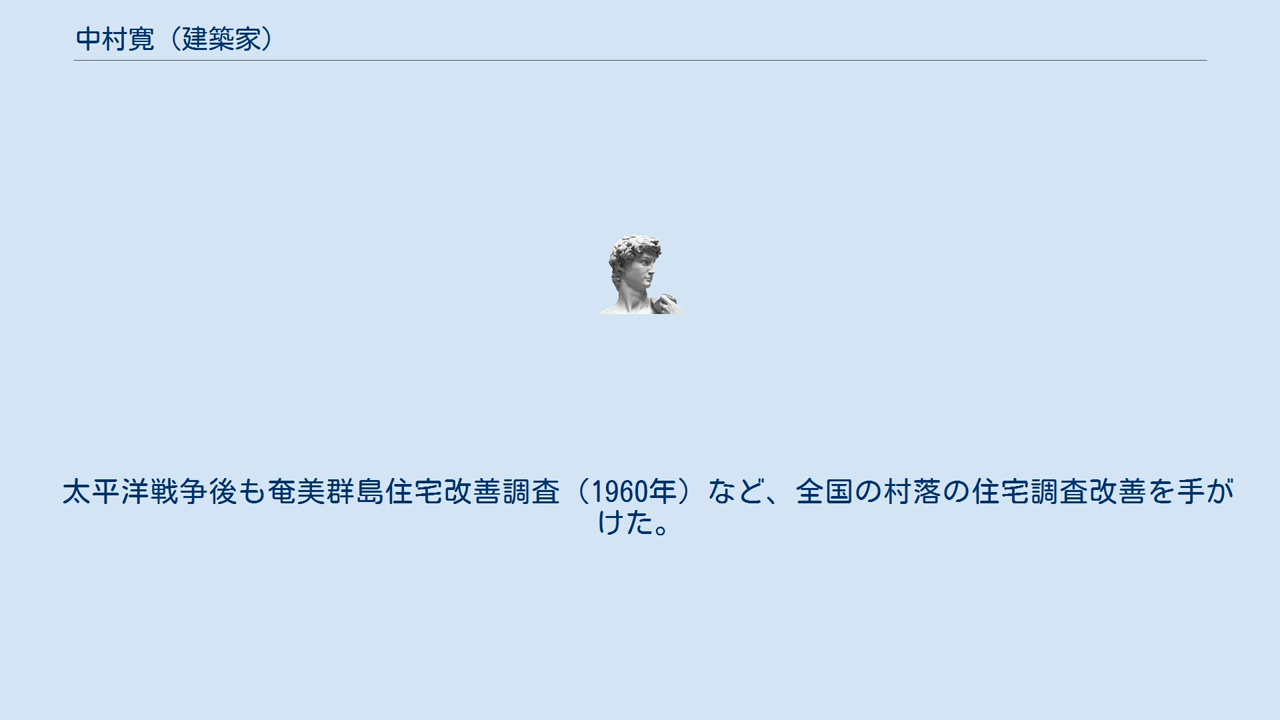 中村寛（建築家）
太平洋戦争後も奄美群島住宅改善調査（1960年）など、全国の村落の住宅調査改善を手が
けた。